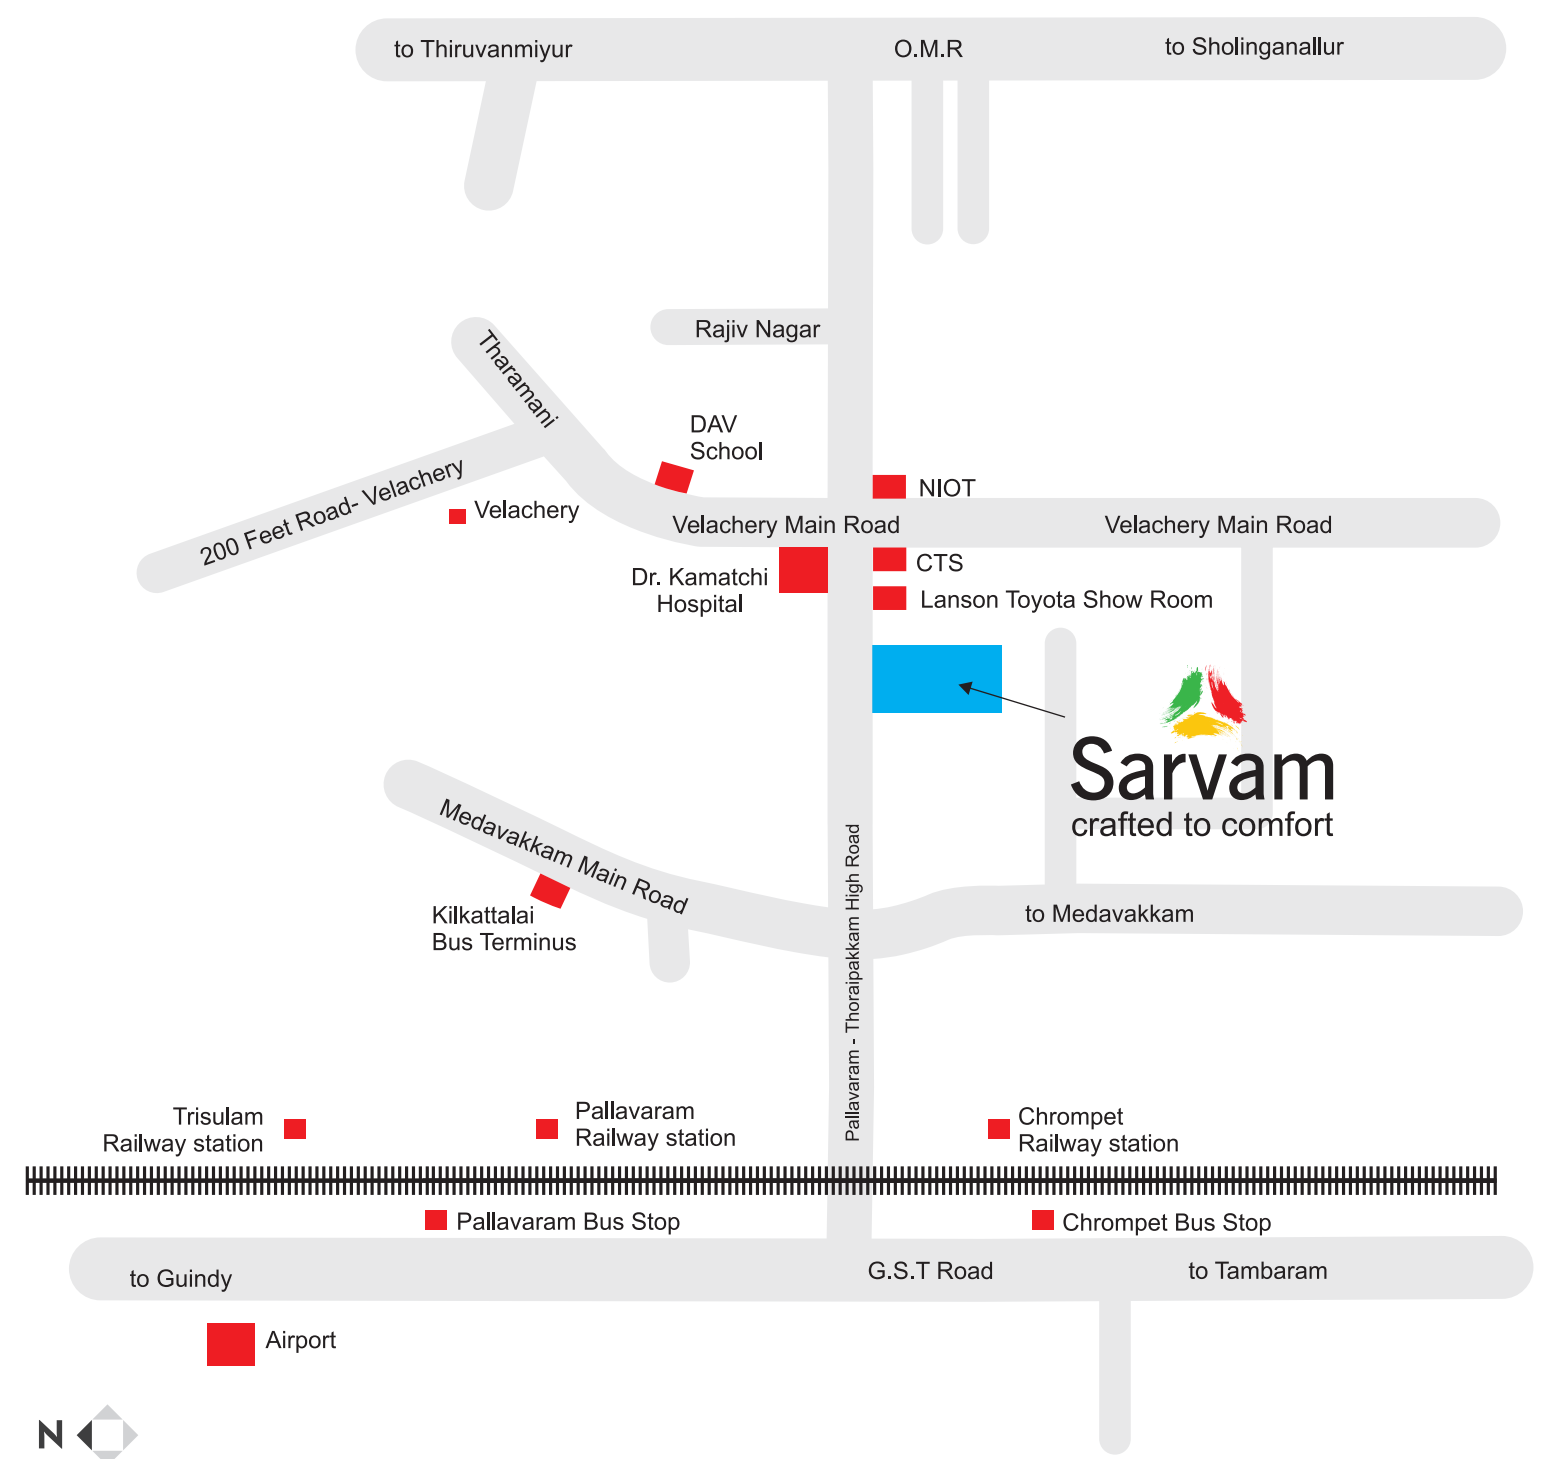 to Thiruvanmiyur
O.M.R
to Sholinganallur
Rajiv Nagar
Tharamani
DAV
School
200 Feet Road- Velachery
Velachery
NIOT
Velachery Main Road
Velachery Main Road
CTS
Dr. Kamatchi
Hospital
Lanson Toyota Show Room
Sarvam
crafted to comfort
Medavakkam Main Road
Pallavaram - Thoraipakkam High Road
Kilkattalai
Bus Terminus
to Medavakkam
Trisulam
Railway station
Pallavaram
Railway station
Chrompet
Railway station
Pallavaram Bus Stop
Chrompet Bus Stop
to Guindy
G.S.T Road
to Tambaram
Airport
N